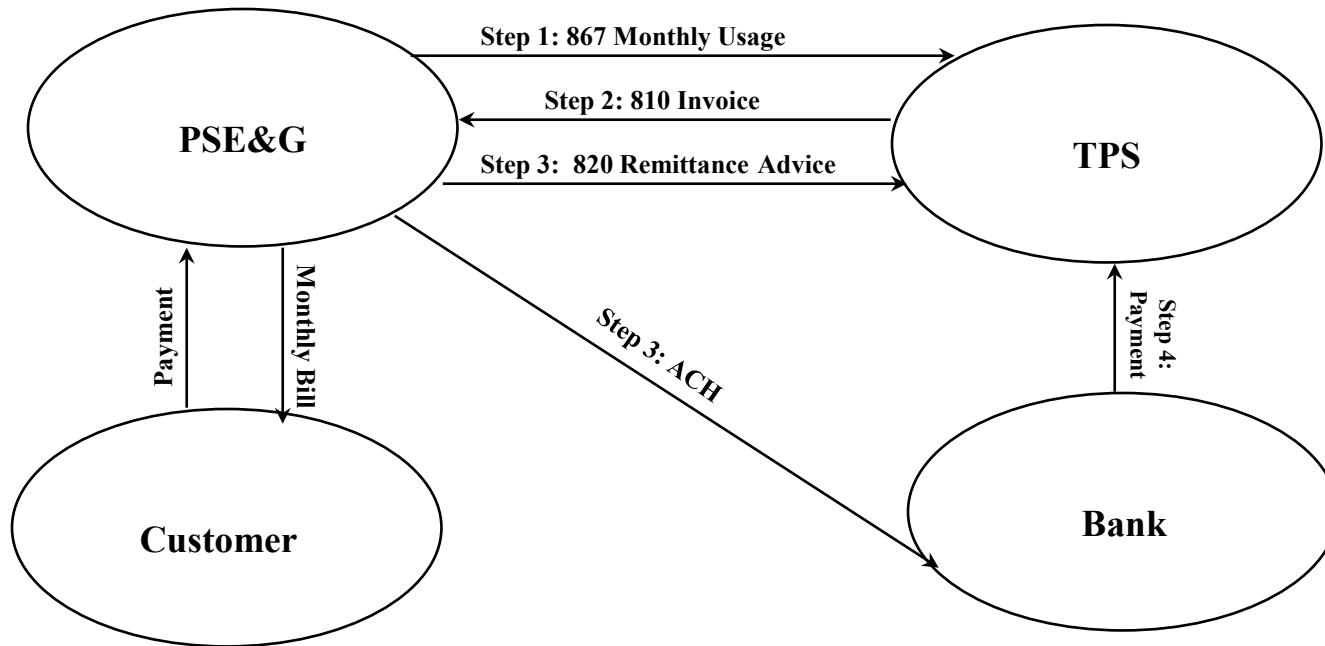 Step 1: 867 Monthly Usage
Step 2: 810 Invoice
PSE&G
TPS
Step 3: 820 Remittance Advice
Payment
Monthly Bill
Step 3: ACH
Step 4:
Payment
Customer
Bank